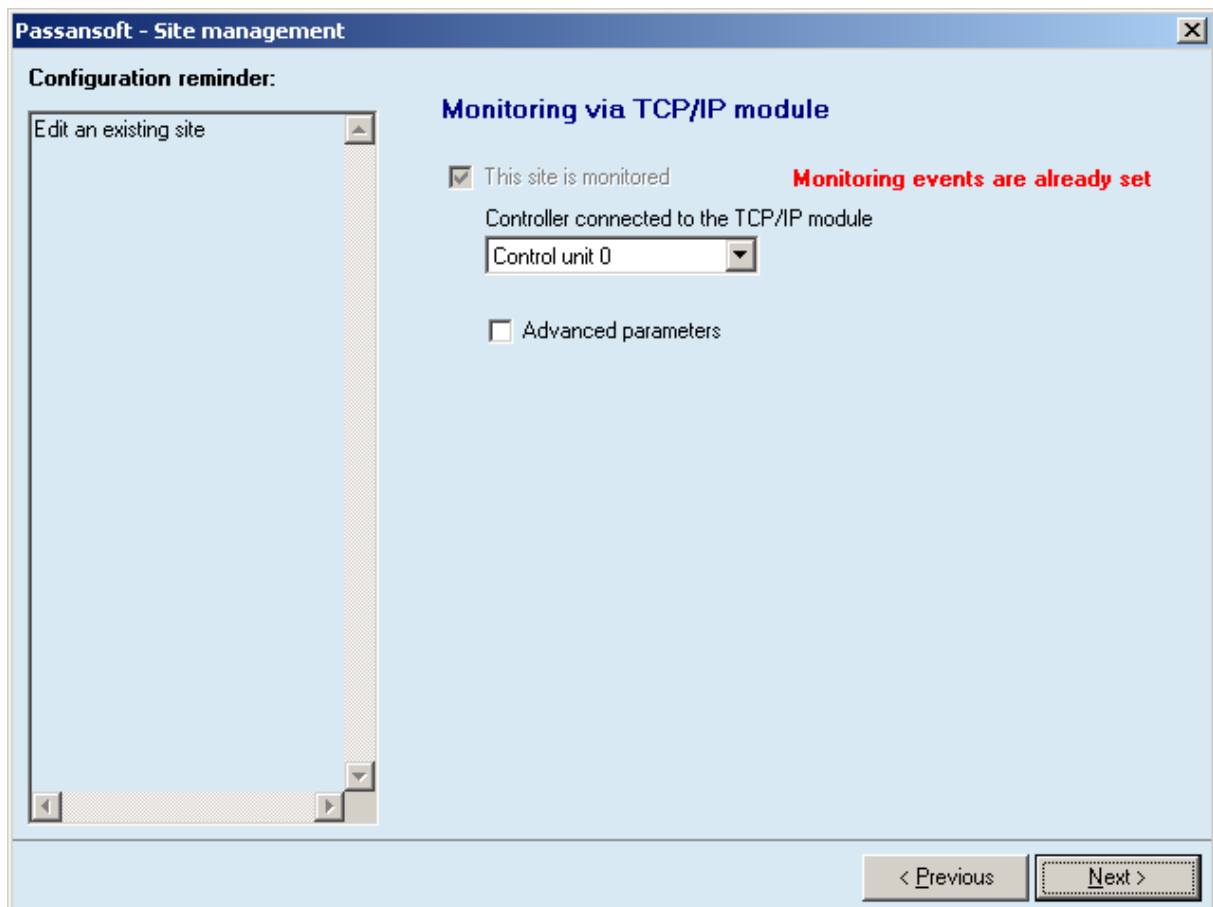 Passansoft - Site management
Configuration reminder:
Edit an existing site
Monitoring via TCP/IP module
This site is monitored
Monitoring events are already set
Controller connected to the TCP/IP module
Control unit 0
Advanced parameters
< Previous
Next >